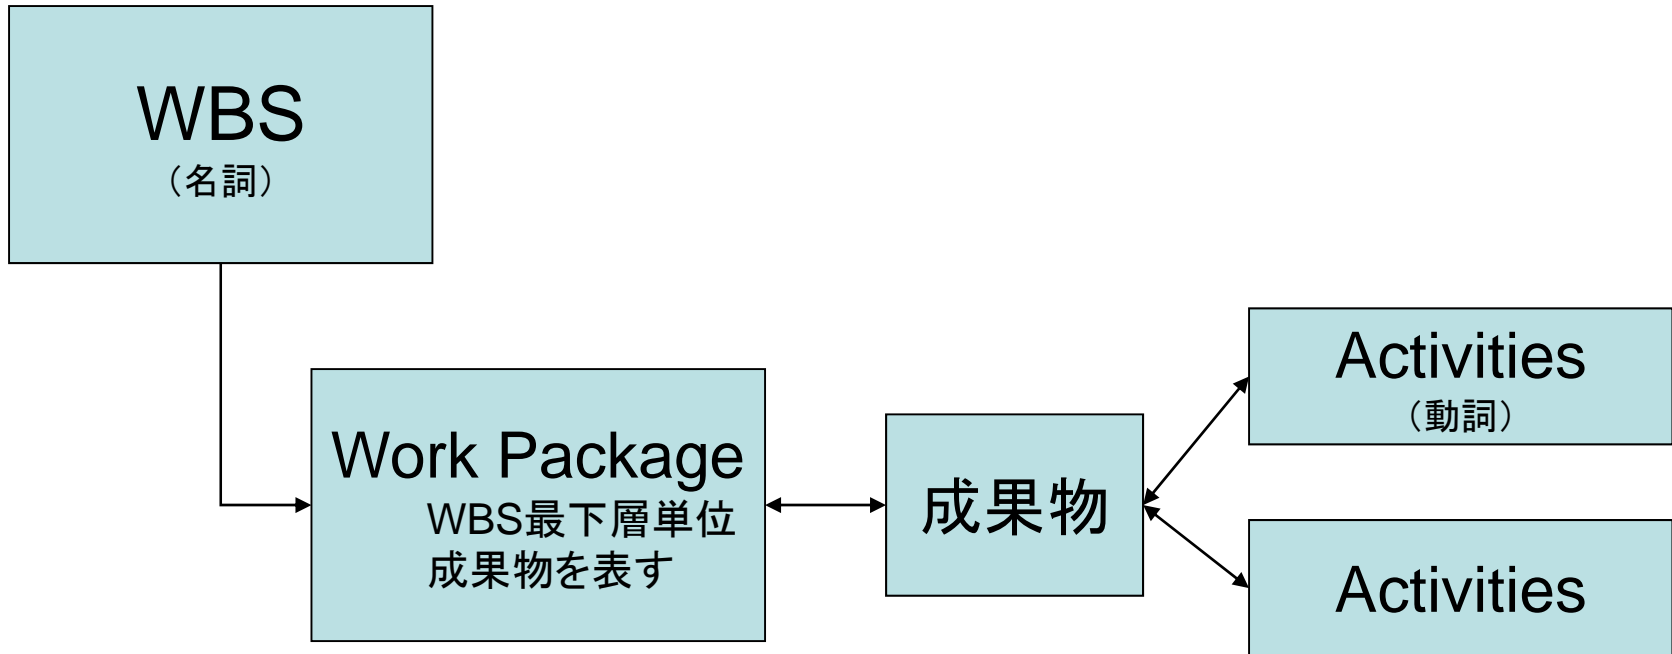 WBS
（名詞）
Work Package
WBS最下層単位
成果物を表す
成果物
Activities
（動詞）
Activities